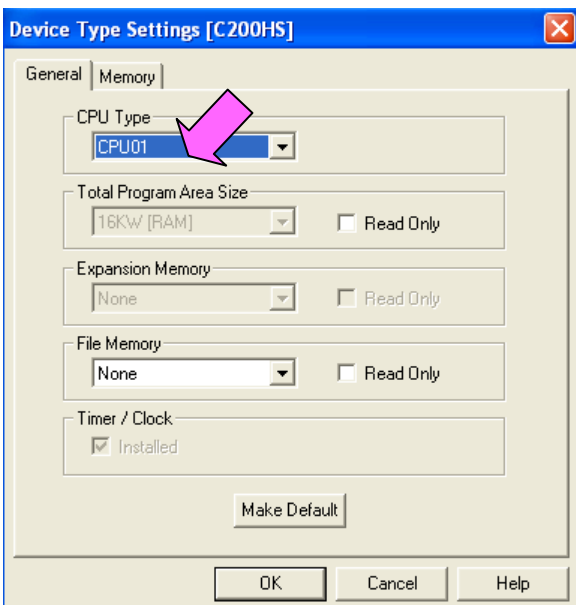 Device Type Settings [C200HS]
General Memory
CPU Type
CPU01
Total Program Area Size
16KW [RAM] Read Only
Expansion Memory
None Read Only
File Memory
None Read Only
Timer / Clock
Installed
Make Default
OK Cancel Help